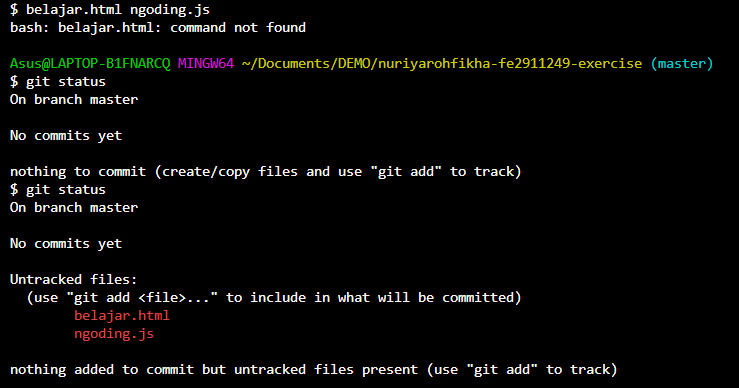 $ belajar.html ngoding.js
bash: belajar.html: command not found
Asus@LAPTOP-B1FNARCQ MINGW64 ~/Documents/DEMO/nuriyarohfikha-fe2911249-exercise (master)
$ git status
On branch master
No commits yet
nothing to commit (create/copy files and use "git add" to track)
$ git status
On branch master
No commits yet
Untracked files:
  (use "git add <file>..." to include in what will be committed)
        belajar.html
        ngoding.js
nothing added to commit but untracked files present (use "git add" to track)